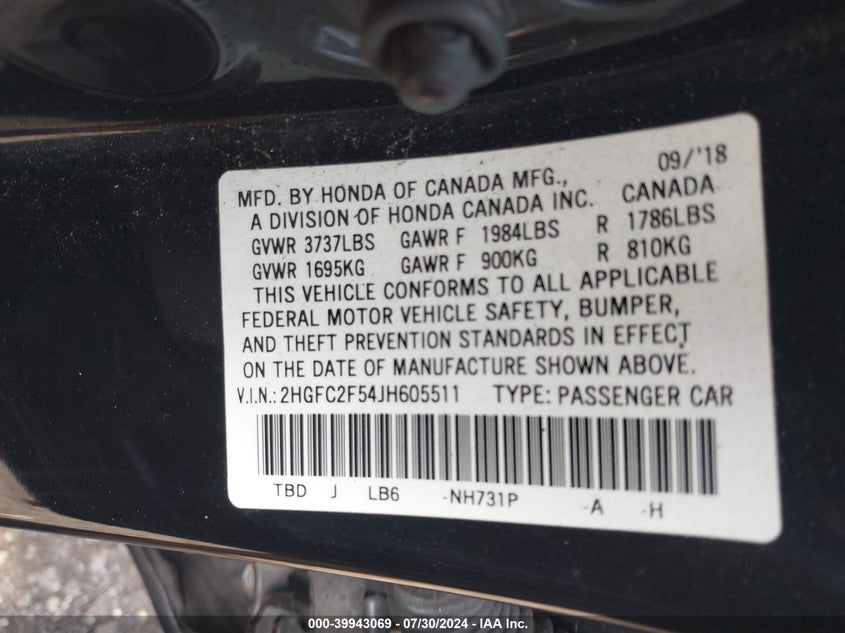 09/'18
MFD. BY HONDA OF CANADA MFG.,
A DIVISION OF HONDA CANADA INC. CANADA
GVWR 3737LBS GAWR F 1984LBS R 1786LBS
GVWR 1695KG GAWR F 900KG R 810KG
THIS VEHICLE CONFORMS TO ALL APPLICABLE
FEDERAL MOTOR VEHICLE SAFETY, BUMPER,
AND THEFT PREVENTION STANDARDS IN EFFECT
ON THE DATE OF MANUFACTURE SHOWN ABOVE.
V.I.N.: 2HGFC2F54JH605511 TYPE: PASSENGER CAR
TBD J LB6 -NH731P -A -H
000-39943069 - 07/30/2024 - IAA Inc.